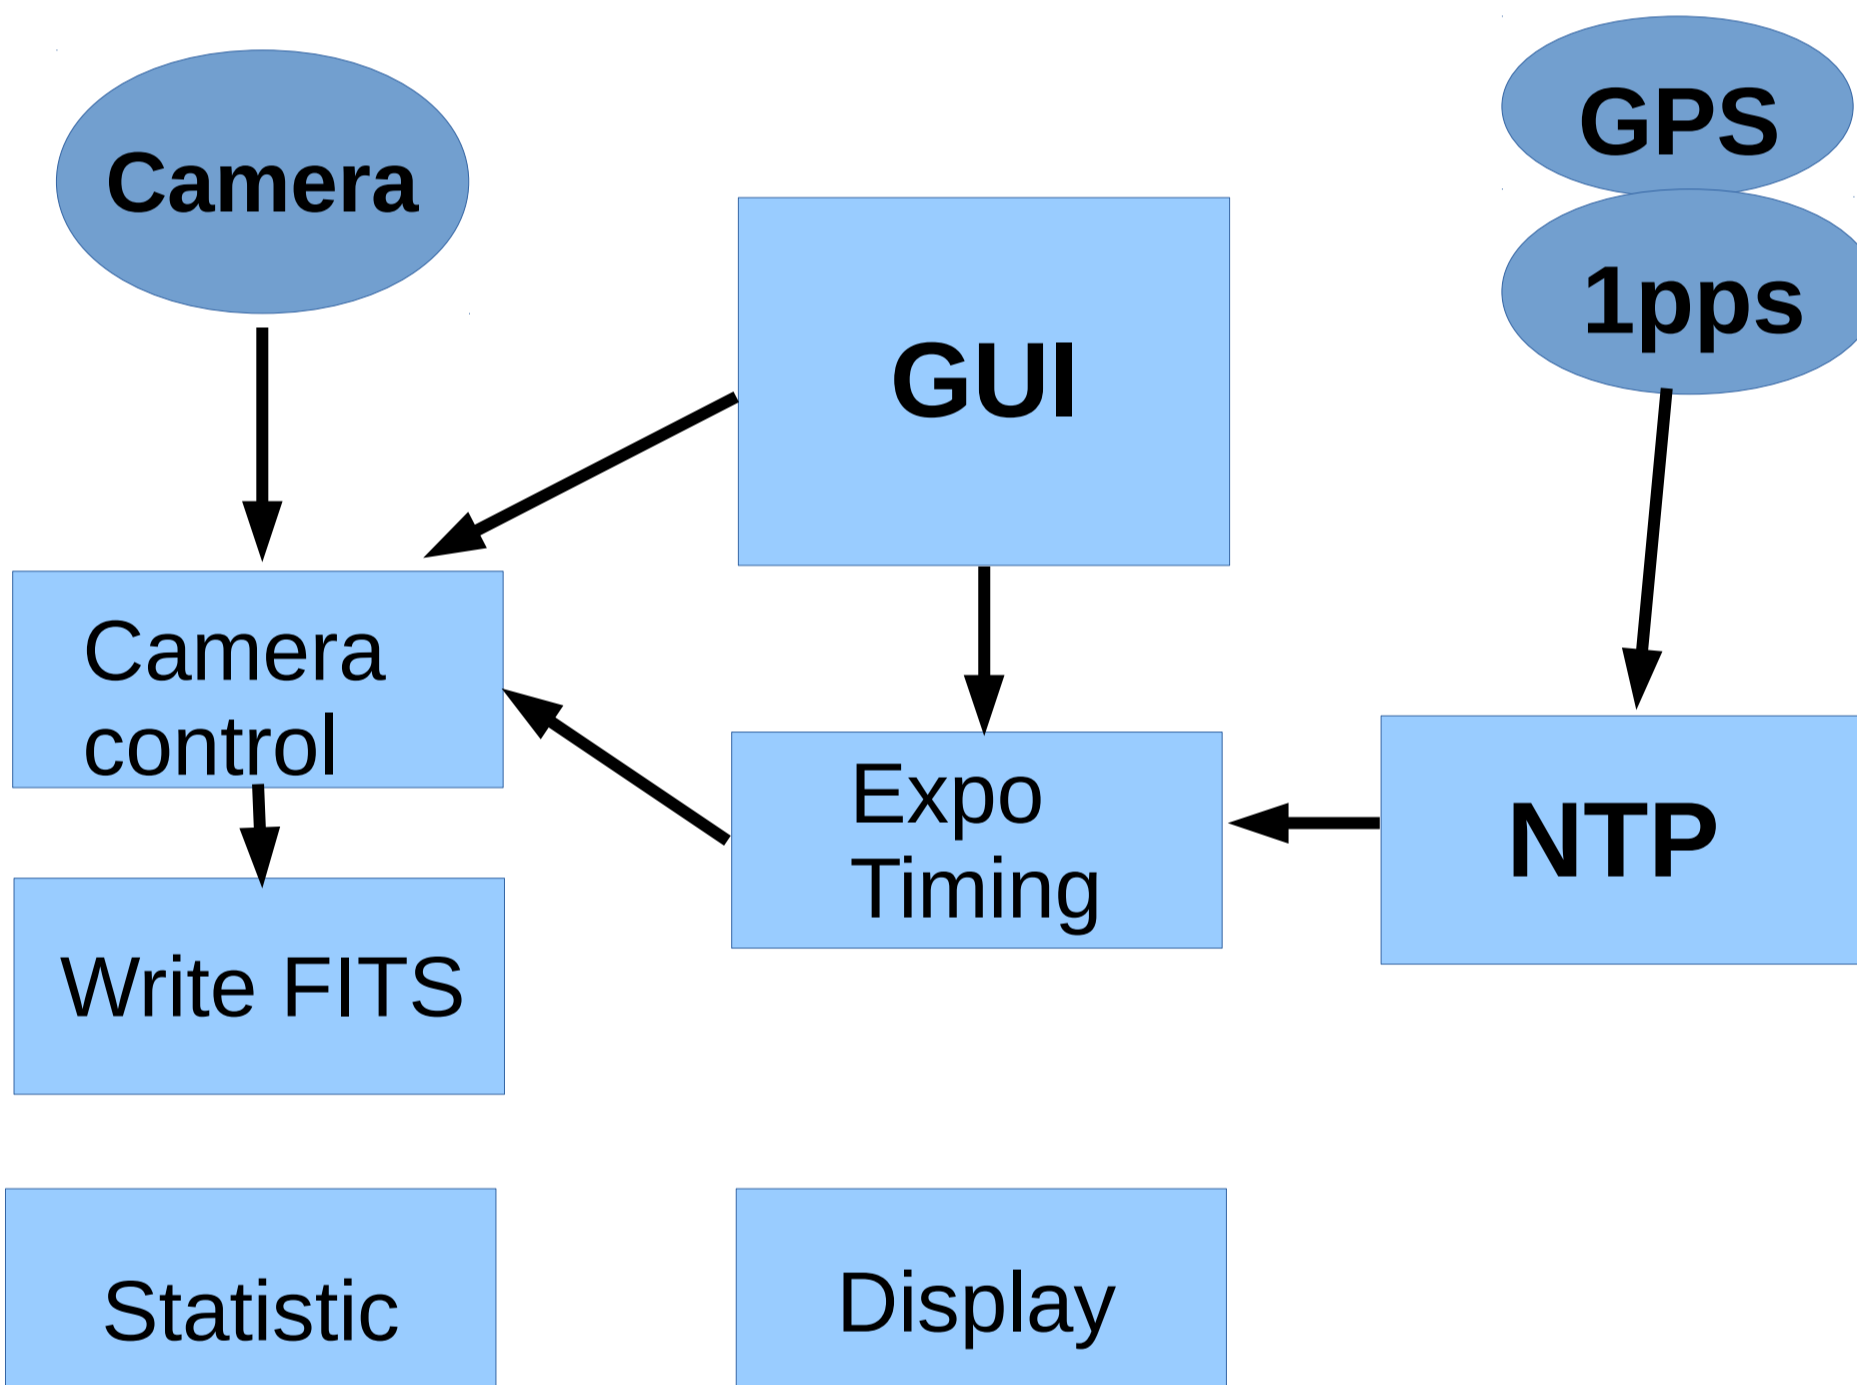 Camera
GPS
1pps
GUI
Camera
control
Expo
Timing
NTP
Write FITS
Statistic
Display